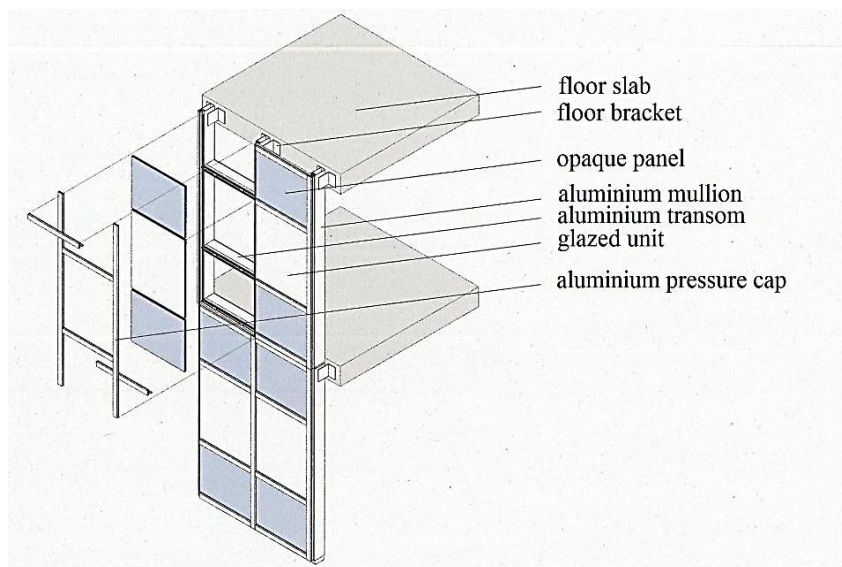 floor slab
floor bracket
opaque panel
aluminium mullion
aluminium transom
glazed unit
aluminium pressure cap